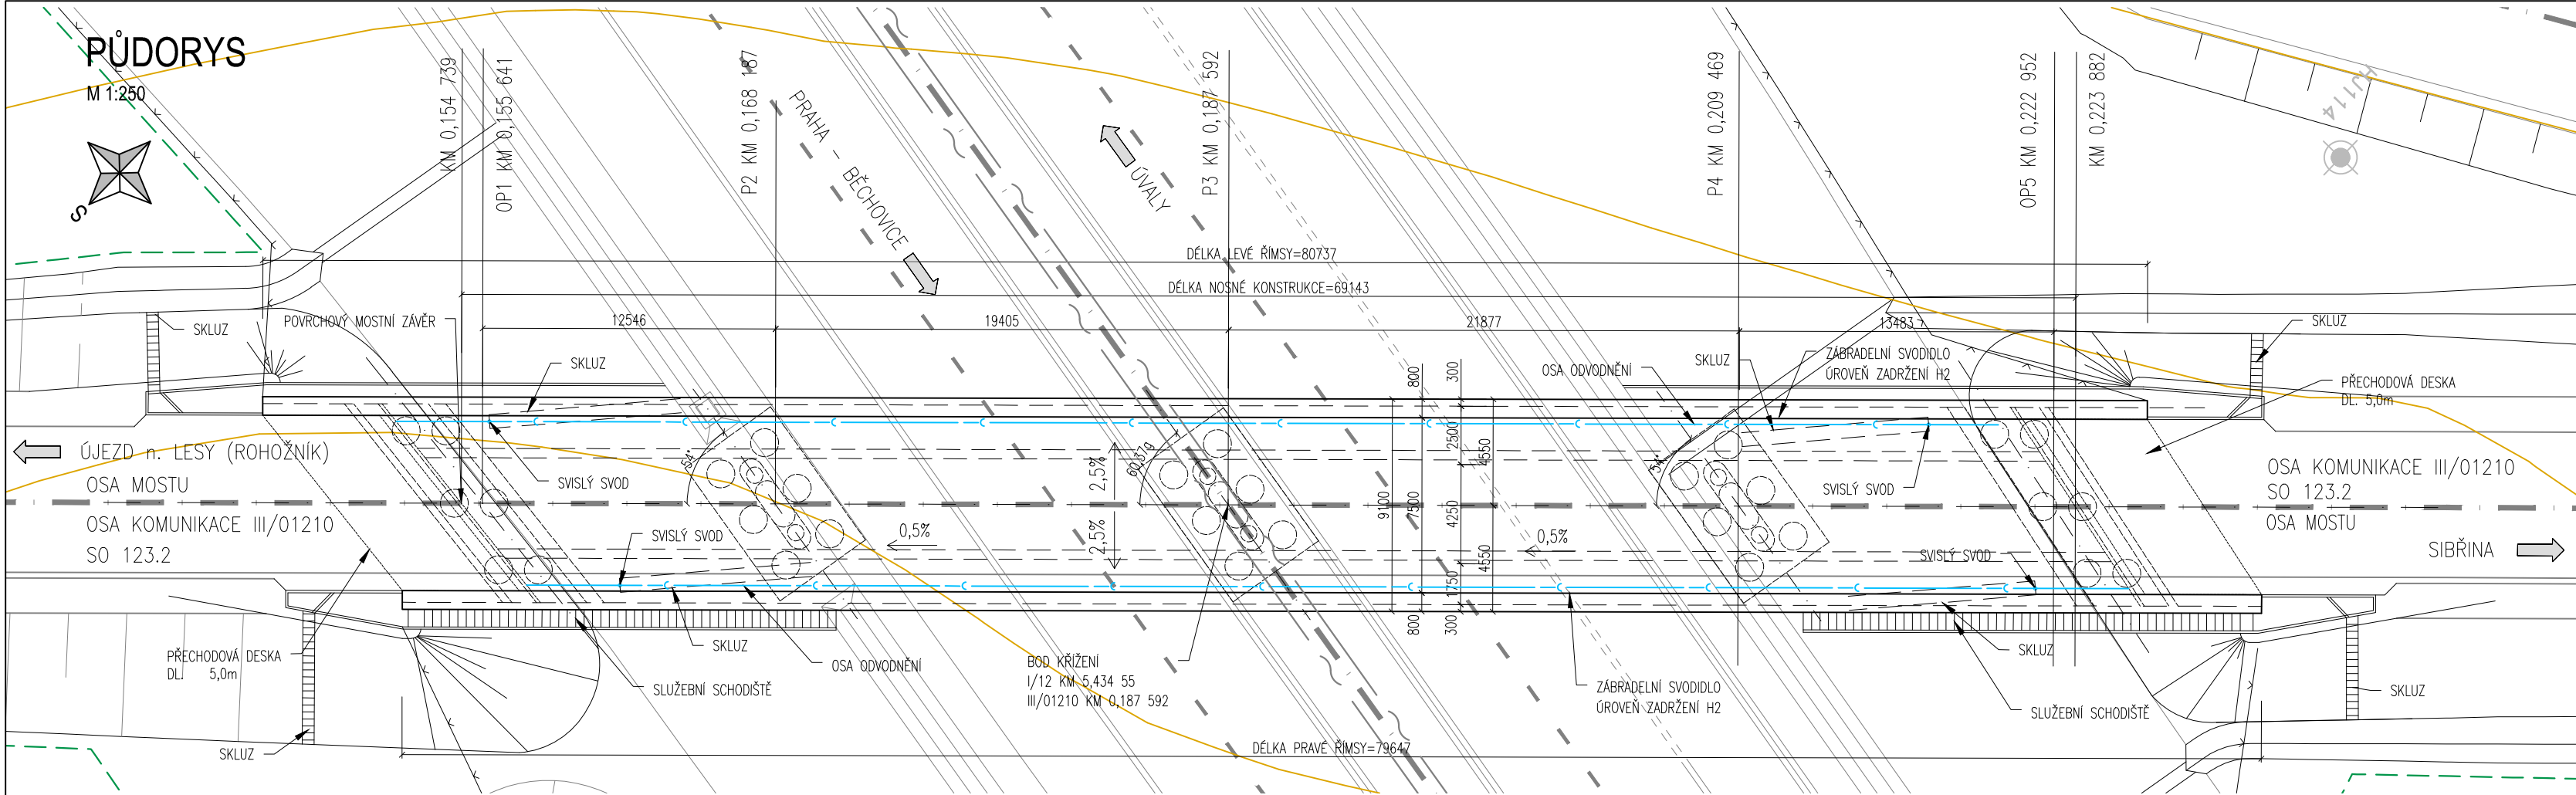 PŮDORYS
M 1:250
S
KM 0,154 739
OP1 KM 0,155 641
P2 KM 0,168 187
PRAHA - BĚCHOVICE
ÚVALY
P3 KM 0,187 592
P4 KM 0,209 469
OP5 KM 0,222 952
KM 0,223 882
HJ114
DÉLKA LEVÉ ŘÍMSY=80737
DÉLKA NOSNÉ KONSTRUKCE=69143
12546
19405
21877
13483
SKLUZ
POVRCHOVÝ MOSTNÍ ZÁVĚR
SKLUZ
OSA ODVODNĚNÍ
SKLUZ
ZÁBRADELNÍ SVODIDLO
ÚROVEŇ ZADRŽENÍ H2
SKLUZ
PŘECHODOVÁ DESKA
DL. 5,0m
800
300
2500
4550
9100
7500
4250
4550
1750
800
300
ÚJEZD n. LESY (ROHOŽNÍK)
OSA MOSTU
OSA KOMUNIKACE III/01210
SO 123.2
SVISLÝ SVOD
SVISLÝ SVOD
54°
60,37g
54°
2,5%
2,5%
0,5%
0,5%
SVISLÝ SVOD
SVISLÝ SVOD
OSA KOMUNIKACE III/01210
SO 123.2
OSA MOSTU
SIBŘINA
PŘECHODOVÁ DESKA
DL. 5,0m
SKLUZ
SKLUZ
OSA ODVODNĚNÍ
SLUŽEBNÍ SCHODIŠTĚ
BOD KŘÍŽENÍ
I/12 KM 5,434 55
III/01210 KM 0,187 592
ZÁBRADELNÍ SVODIDLO
ÚROVEŇ ZADRŽENÍ H2
SKLUZ
SLUŽEBNÍ SCHODIŠTĚ
SKLUZ
DÉLKA PRAVÉ ŘÍMSY=79647